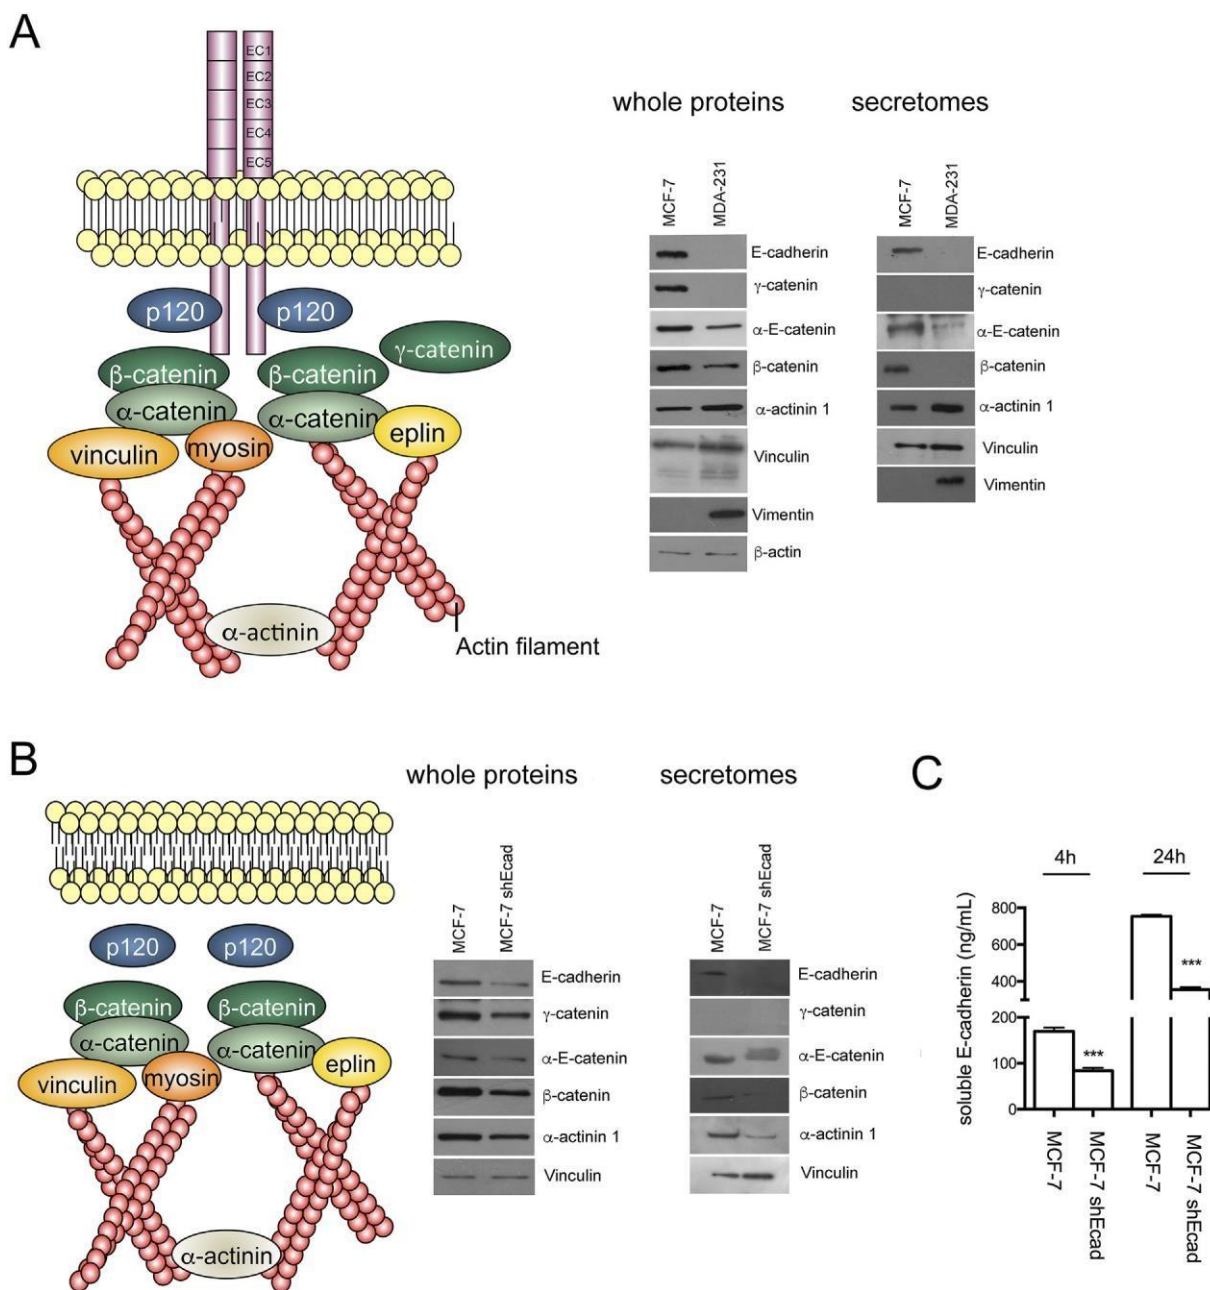 A
EC1
EC2
EC3
EC4
EC5
p120 p120
γ-catenin
β-catenin β-catenin
α-catenin α-catenin
vinculin myosin eplin
α-actinin
Actin filament
whole proteins
MCF-7 MDA-231
E-cadherin
γ-catenin
α-E-catenin
β-catenin
α-actinin 1
Vinculin
Vimentin
β-actin
secretomes
MCF-7 MDA-231
E-cadherin
γ-catenin
α-E-catenin
β-catenin
α-actinin 1
Vinculin
Vimentin
B
p120 p120
β-catenin β-catenin
α-catenin α-catenin
vinculin myosin eplin
α-actinin
whole proteins
MCF-7 MCF-7 shEcad
E-cadherin
γ-catenin
α-E-catenin
β-catenin
α-actinin 1
Vinculin
secretomes
MCF-7 MCF-7 shEcad
E-cadherin
γ-catenin
α-E-catenin
β-catenin
α-actinin 1
Vinculin
C
4h 24h
soluble E-cadherin (ng/mL)
800
600
400
200
100
0
***
***
MCF-7
MCF-7 shEcad
MCF-7
MCF-7 shEcad